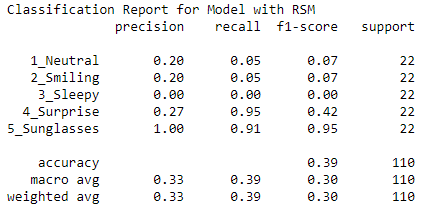 Classification Report for Model with RSM
precision recall f1-score support
1_Neutral 0.20 0.05 0.07 22
2_Smiling 0.20 0.05 0.07 22
3_Sleepy 0.00 0.00 0.00 22
4_Surprise 0.27 0.95 0.42 22
5_Sunglasses 1.00 0.91 0.95 22
accuracy 0.39 110
macro avg 0.33 0.39 0.30 110
weighted avg 0.33 0.39 0.30 110